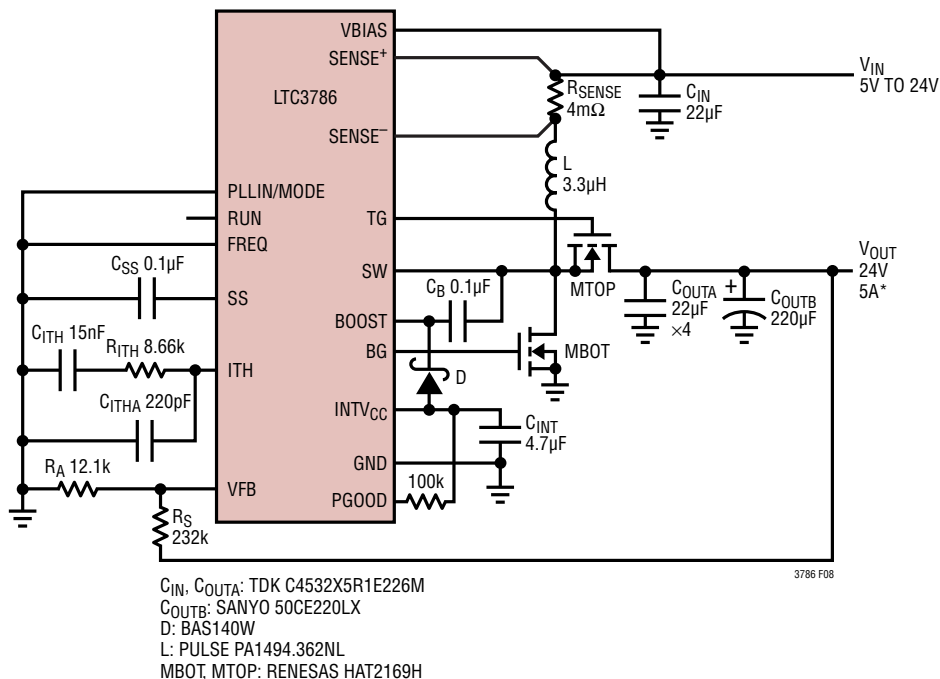 VBIAS
SENSE+
LTC3786
SENSE−
PLLIN/MODE
RUN
FREQ
SS
ITH
VFB
TG
SW
BOOST
BG
INTVCC
GND
PGOOD
VIN
5V TO 24V
RSENSE
4mΩ
CIN
22µF
L
3.3µH
MTOP
VOUT
24V
5A*
COUTA
22µF
×4
+
COUTB
220µF
CB 0.1µF
MBOT
D
CINT
4.7µF
100k
CSS 0.1µF
CITH 15nF
RITH 8.66k
CITHA 220pF
RA 12.1k
RS
232k
3786 F08
CIN, COUTA: TDK C4532X5R1E226M
COUTB: SANYO 50CE220LX
D: BAS140W
L: PULSE PA1494.362NL
MBOT, MTOP: RENESAS HAT2169H